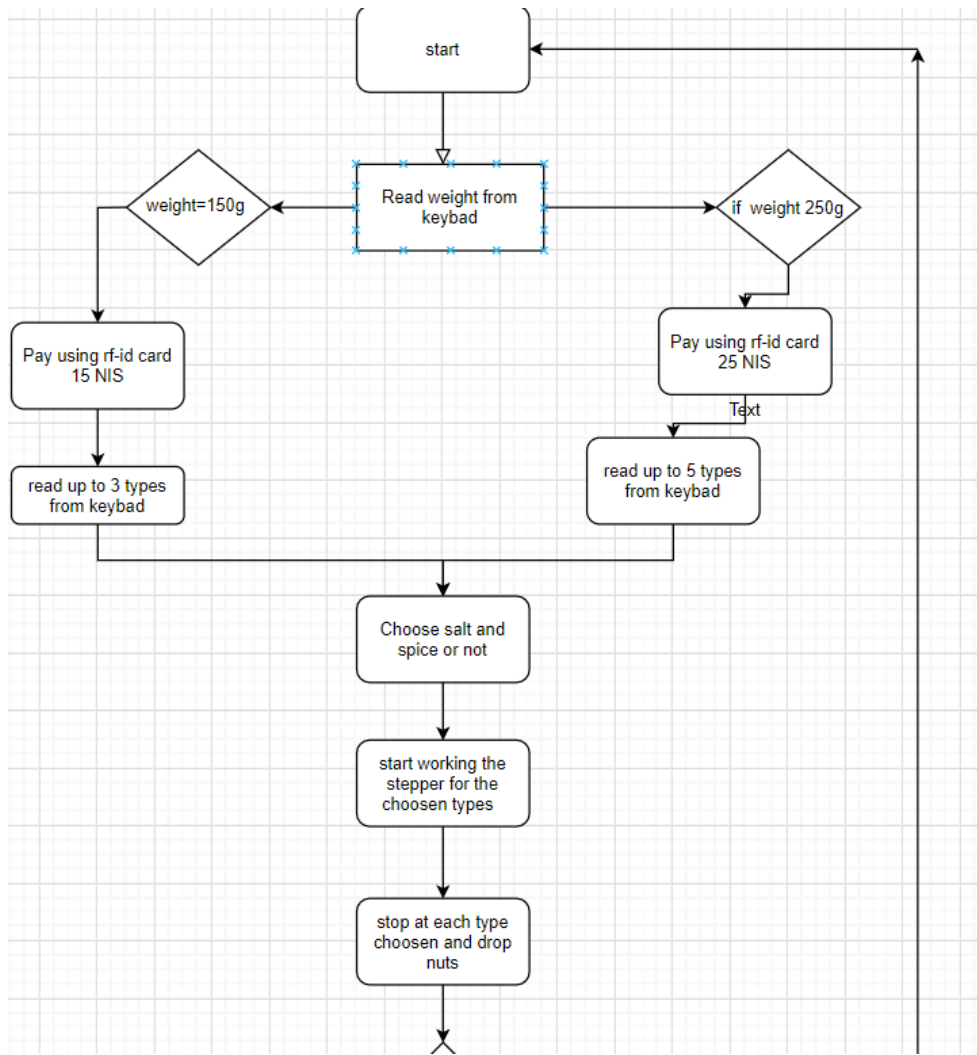 start
Read weight from
keybad
weight=150g
if weight 250g
Pay using rf-id card
15 NIS
Pay using rf-id card
25 NIS
Text
read up to 3 types
from keybad
read up to 5 types
from keybad
Choose salt and
spice or not
start working the
stepper for the
choosen types
stop at each type
choosen and drop
nuts